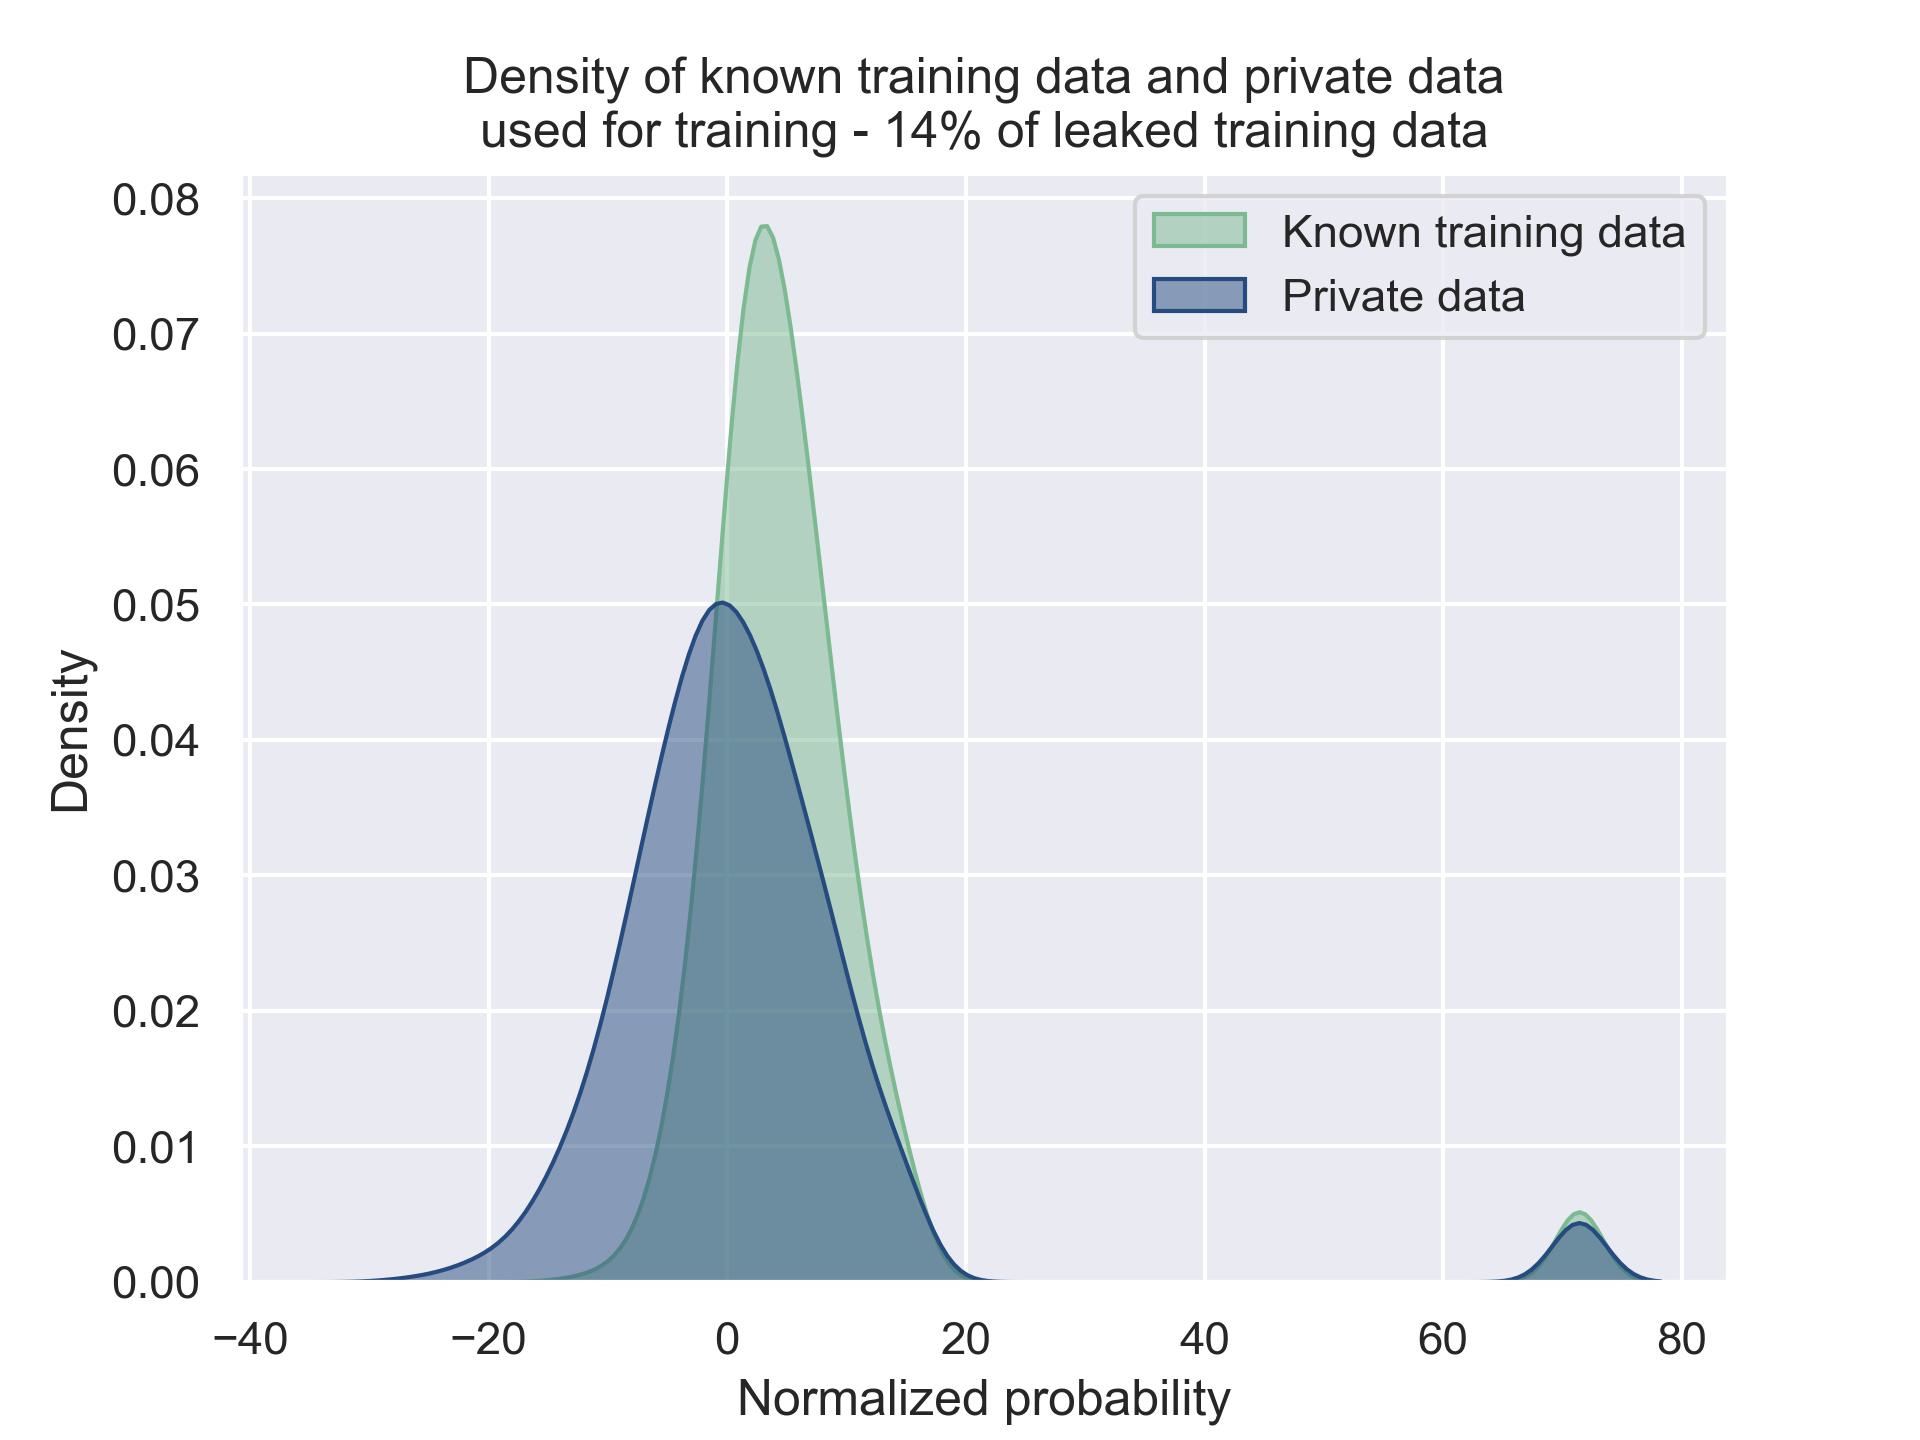 Density of known training data and private data
used for training - 14% of leaked training data
0.08
0.07
0.06
0.05
0.04
0.03
0.02
0.01
0.00
Density
Known training data
Private data
−40 −20 0 20 40 60 80
Normalized probability